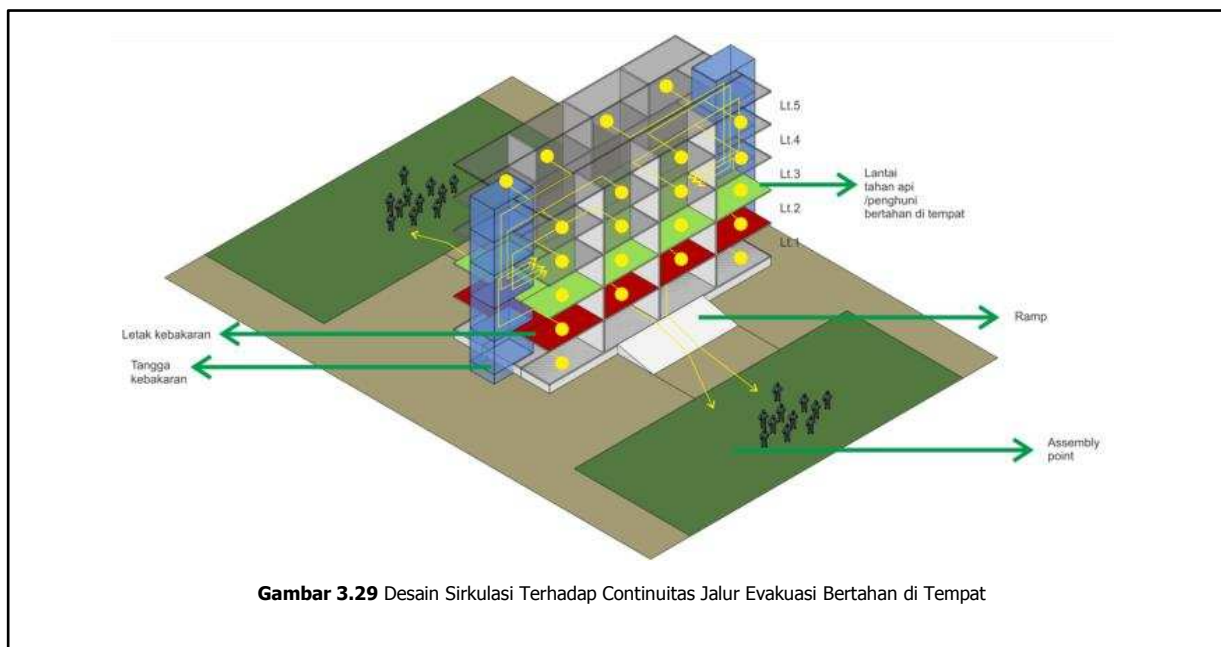 Lt.5
Lt.4
Lt.3
Lt.2
Lt.1
Lantai
tahan api
/penghuni
bertahan di tempat
Letak kebakaran
Ramp
Tangga
kebakaran
Assembly
point
Gambar 3.29 Desain Sirkulasi Terhadap Continuitas Jalur Evakuasi Bertahan di Tempat